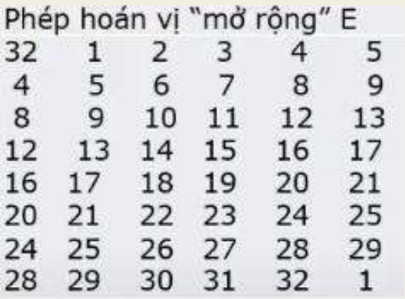 Phép hoán vị “mở rộng” E
32 1 2 3 4 5
4 5 6 7 8 9
8 9 10 11 12 13
12 13 14 15 16 17
16 17 18 19 20 21
20 21 22 23 24 25
24 25 26 27 28 29
28 29 30 31 32 1